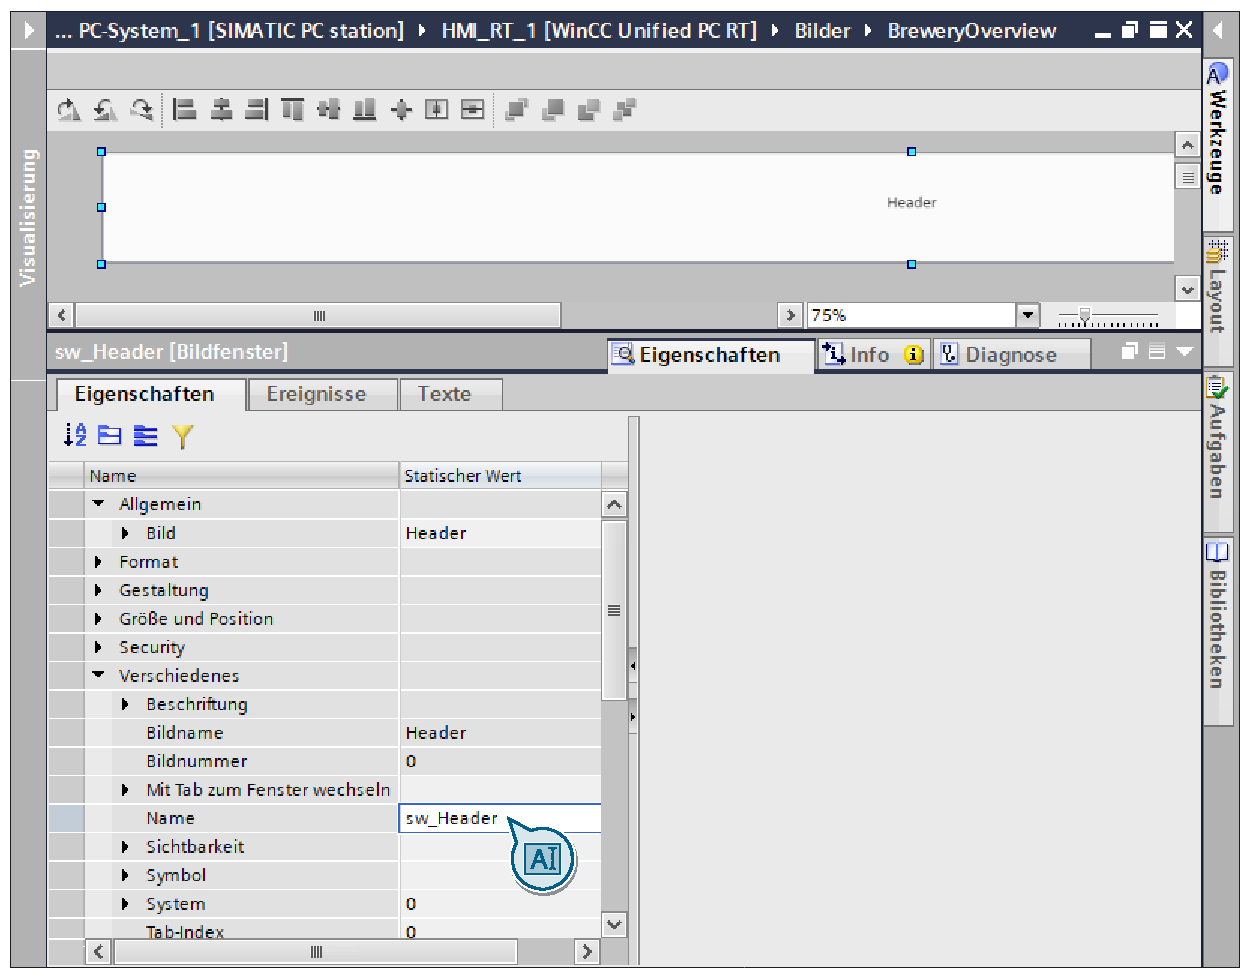 ... PC-System_1 [SIMATIC PC station] ‣ HMI_RT_1 [WinCC Unified PC RT] ‣ Bilder ‣ BreweryOverview
Visualisierung
Header
75%
sw_Header [Bildfenster]
Eigenschaften
Info
Diagnose
Eigenschaften
Ereignisse
Texte
Name Statischer Wert
Allgemein
Bild Header
Format
Gestaltung
Größe und Position
Security
Verschiedenes
Beschriftung
Bildname Header
Bildnummer 0
Mit Tab zum Fenster wechseln
Name sw_Header
AI
Sichtbarkeit
Symbol
System 0
Tab-Index 0
Werkzeuge
Layout
Aufgaben
Bibliotheken